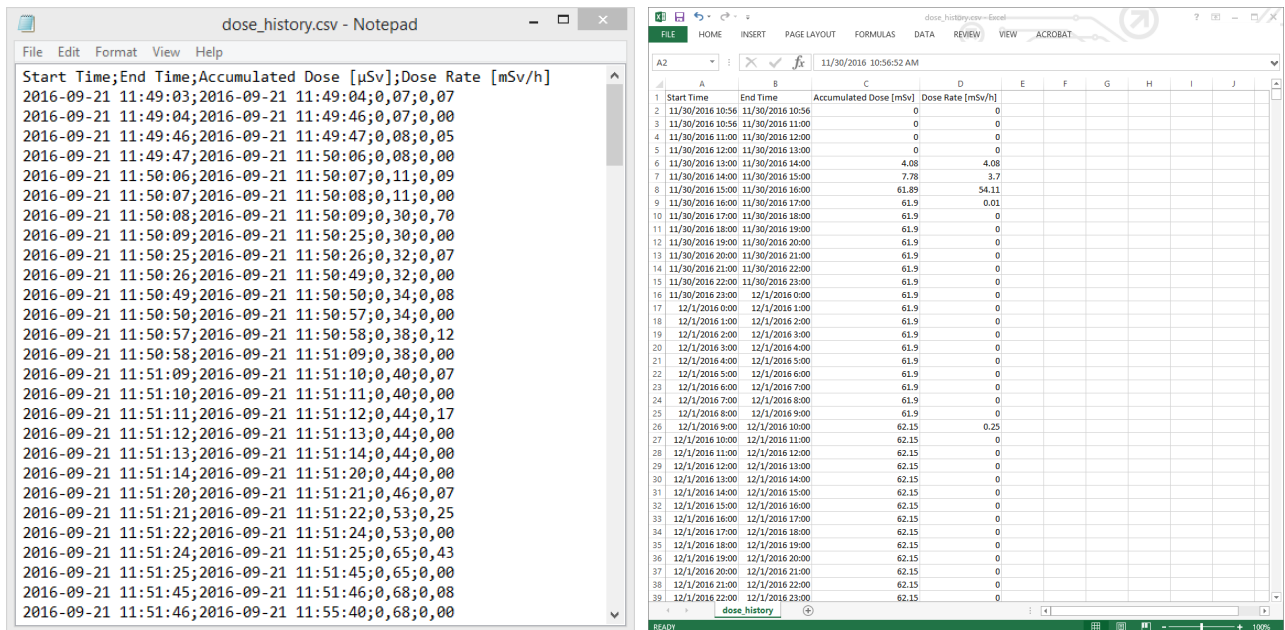 dose_history.csv - Notepad
File Edit Format View Help
Start Time;End Time;Accumulated Dose [µSv];Dose Rate [mSv/h]
2016-09-21 11:49:03;2016-09-21 11:49:04;0,07;0,07
2016-09-21 11:49:04;2016-09-21 11:49:46;0,07;0,00
2016-09-21 11:49:46;2016-09-21 11:49:47;0,08;0,05
2016-09-21 11:49:47;2016-09-21 11:50:06;0,08;0,00
2016-09-21 11:50:06;2016-09-21 11:50:07;0,11;0,09
2016-09-21 11:50:07;2016-09-21 11:50:08;0,11;0,00
2016-09-21 11:50:08;2016-09-21 11:50:09;0,30;0,70
2016-09-21 11:50:09;2016-09-21 11:50:25;0,30;0,00
2016-09-21 11:50:25;2016-09-21 11:50:26;0,32;0,07
2016-09-21 11:50:26;2016-09-21 11:50:49;0,32;0,00
2016-09-21 11:50:49;2016-09-21 11:50:50;0,34;0,08
2016-09-21 11:50:50;2016-09-21 11:50:57;0,34;0,00
2016-09-21 11:50:57;2016-09-21 11:50:58;0,38;0,12
2016-09-21 11:50:58;2016-09-21 11:51:09;0,38;0,00
2016-09-21 11:51:09;2016-09-21 11:51:10;0,40;0,07
2016-09-21 11:51:10;2016-09-21 11:51:11;0,40;0,00
2016-09-21 11:51:11;2016-09-21 11:51:12;0,44;0,17
2016-09-21 11:51:12;2016-09-21 11:51:13;0,44;0,00
2016-09-21 11:51:13;2016-09-21 11:51:14;0,44;0,00
2016-09-21 11:51:14;2016-09-21 11:51:20;0,44;0,00
2016-09-21 11:51:20;2016-09-21 11:51:21;0,46;0,07
2016-09-21 11:51:21;2016-09-21 11:51:22;0,53;0,25
2016-09-21 11:51:22;2016-09-21 11:51:24;0,53;0,00
2016-09-21 11:51:24;2016-09-21 11:51:25;0,65;0,43
2016-09-21 11:51:25;2016-09-21 11:51:45;0,65;0,00
2016-09-21 11:51:45;2016-09-21 11:51:46;0,68;0,08
2016-09-21 11:51:46;2016-09-21 11:55:40;0,68;0,00
dose_history.csv - Excel
FILE HOME INSERT PAGE LAYOUT FORMULAS DATA REVIEW VIEW ACROBAT
A2 fx 11/30/2016 10:56:52 AM
A B C D E F G H I J
1 Start Time End Time Accumulated Dose [mSv] Dose Rate [mSv/h]
2 11/30/2016 10:56 11/30/2016 10:56 0 0
3 11/30/2016 10:56 11/30/2016 11:00 0 0
4 11/30/2016 11:00 11/30/2016 12:00 0 0
5 11/30/2016 12:00 11/30/2016 13:00 0 0
6 11/30/2016 13:00 11/30/2016 14:00 4.08 4.08
7 11/30/2016 14:00 11/30/2016 15:00 7.78 3.7
8 11/30/2016 15:00 11/30/2016 16:00 61.89 54.11
9 11/30/2016 16:00 11/30/2016 17:00 61.9 0.01
10 11/30/2016 17:00 11/30/2016 18:00 61.9 0
11 11/30/2016 18:00 11/30/2016 19:00 61.9 0
12 11/30/2016 19:00 11/30/2016 20:00 61.9 0
13 11/30/2016 20:00 11/30/2016 21:00 61.9 0
14 11/30/2016 21:00 11/30/2016 22:00 61.9 0
15 11/30/2016 22:00 11/30/2016 23:00 61.9 0
16 11/30/2016 23:00 12/1/2016 0:00 61.9 0
17 12/1/2016 0:00 12/1/2016 1:00 61.9 0
18 12/1/2016 1:00 12/1/2016 2:00 61.9 0
19 12/1/2016 2:00 12/1/2016 3:00 61.9 0
20 12/1/2016 3:00 12/1/2016 4:00 61.9 0
21 12/1/2016 4:00 12/1/2016 5:00 61.9 0
22 12/1/2016 5:00 12/1/2016 6:00 61.9 0
23 12/1/2016 6:00 12/1/2016 7:00 61.9 0
24 12/1/2016 7:00 12/1/2016 8:00 61.9 0
25 12/1/2016 8:00 12/1/2016 9:00 61.9 0
26 12/1/2016 9:00 12/1/2016 10:00 62.15 0.25
27 12/1/2016 10:00 12/1/2016 11:00 62.15 0
28 12/1/2016 11:00 12/1/2016 12:00 62.15 0
29 12/1/2016 12:00 12/1/2016 13:00 62.15 0
30 12/1/2016 13:00 12/1/2016 14:00 62.15 0
31 12/1/2016 14:00 12/1/2016 15:00 62.15 0
32 12/1/2016 15:00 12/1/2016 16:00 62.15 0
33 12/1/2016 16:00 12/1/2016 17:00 62.15 0
34 12/1/2016 17:00 12/1/2016 18:00 62.15 0
35 12/1/2016 18:00 12/1/2016 19:00 62.15 0
36 12/1/2016 19:00 12/1/2016 20:00 62.15 0
37 12/1/2016 20:00 12/1/2016 21:00 62.15 0
38 12/1/2016 21:00 12/1/2016 22:00 62.15 0
39 12/1/2016 22:00 12/1/2016 23:00 62.15 0
dose_history
READY 100%